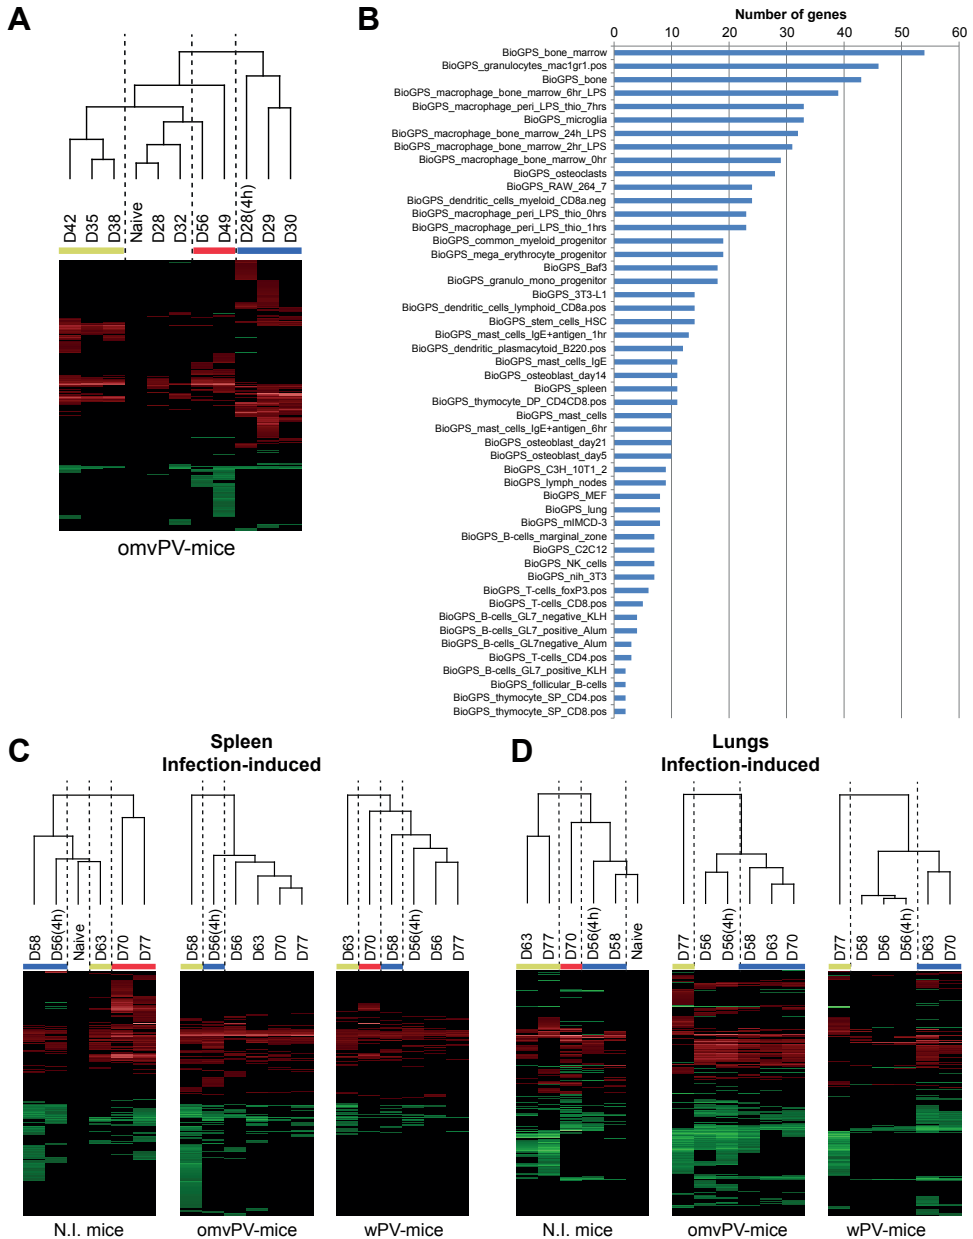 A
D42
D35
D38
Naive
D28
D32
D56
D49
D28(4h)
D29
D30
omvPV-mice
B
Number of genes
0 10 20 30 40 50 60
BioGPS_bone_marrow
BioGPS_granulocytes_mac1gr1.pos
BioGPS_bone
BioGPS_macrophage_bone_marrow_6hr_LPS
BioGPS_macrophage_peri_LPS_thio_7hrs
BioGPS_microglia
BioGPS_macrophage_bone_marrow_24h_LPS
BioGPS_macrophage_bone_marrow_2hr_LPS
BioGPS_macrophage_bone_marrow_0hr
BioGPS_osteoclasts
BioGPS_RAW_264_7
BioGPS_dendritic_cells_myeloid_CD8a.neg
BioGPS_macrophage_peri_LPS_thio_0hrs
BioGPS_macrophage_peri_LPS_thio_1hrs
BioGPS_common_myeloid_progenitor
BioGPS_mega_erythrocyte_progenitor
BioGPS_Baf3
BioGPS_granulo_mono_progenitor
BioGPS_3T3-L1
BioGPS_dendritic_cells_lymphoid_CD8a.pos
BioGPS_stem_cells_HSC
BioGPS_mast_cells_IgE+antigen_1hr
BioGPS_dendritic_plasmacytoid_B220.pos
BioGPS_mast_cells_IgE
BioGPS_osteoblast_day14
BioGPS_spleen
BioGPS_thymocyte_DP_CD4CD8.pos
BioGPS_mast_cells
BioGPS_mast_cells_IgE+antigen_6hr
BioGPS_osteoblast_day21
BioGPS_osteoblast_day5
BioGPS_C3H_10T1_2
BioGPS_lymph_nodes
BioGPS_MEF
BioGPS_lung
BioGPS_mIMCD-3
BioGPS_B-cells_marginal_zone
BioGPS_C2C12
BioGPS_NK_cells
BioGPS_nih_3T3
BioGPS_T-cells_foxP3.pos
BioGPS_T-cells_CD8.pos
BioGPS_B-cells_GL7_negative_KLH
BioGPS_B-cells_GL7_positive_Alum
BioGPS_B-cells_GL7negative_Alum
BioGPS_T-cells_CD4.pos
BioGPS_B-cells_GL7_positive_KLH
BioGPS_follicular_B-cells
BioGPS_thymocyte_SP_CD4.pos
BioGPS_thymocyte_SP_CD8.pos
C
Spleen
Infection-induced
D58
D56(4h)
Naive
D63
D70
D77
N.I. mice
D58
D56(4h)
D56
D63
D70
D77
omvPV-mice
D63
D70
D58
D56(4h)
D56
D77
wPV-mice
D
Lungs
Infection-induced
D63
D77
D70
D56(4h)
D58
Naive
N.I. mice
D77
D56
D56(4h)
D58
D63
D70
omvPV-mice
D77
D58
D56
D56(4h)
D63
D70
wPV-mice